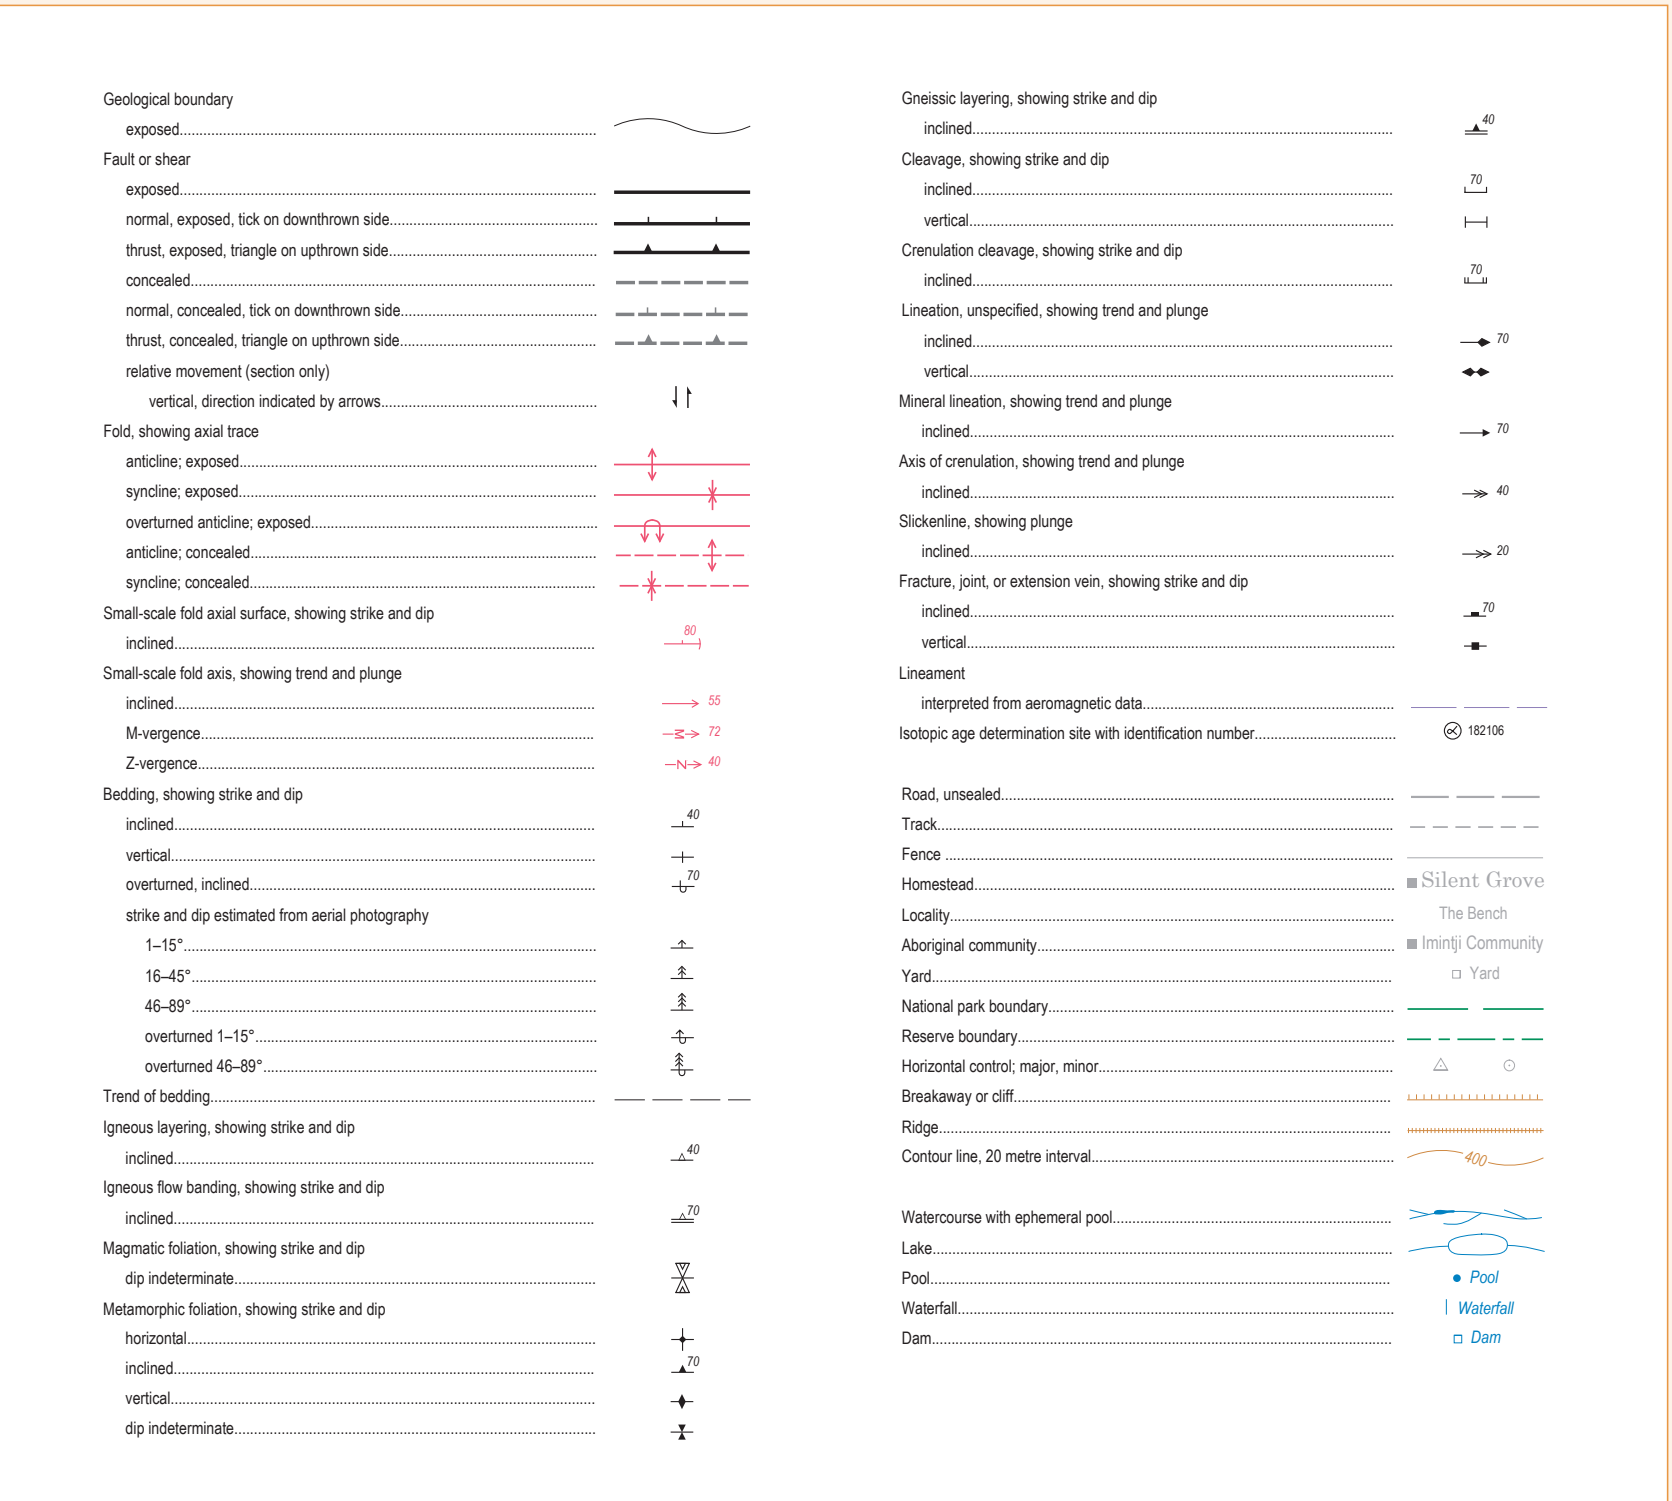 Geological boundary
exposed
Fault or shear
exposed
normal, exposed, tick on downthrown side
thrust, exposed, triangle on upthrown side
concealed
normal, concealed, tick on downthrown side
thrust, concealed, triangle on upthrown side
relative movement (section only)
vertical, direction indicated by arrows
Fold, showing axial trace
anticline; exposed
syncline; exposed
overturned anticline; exposed
anticline; concealed
syncline; concealed
Small-scale fold axial surface, showing strike and dip
inclined 80
Small-scale fold axis, showing trend and plunge
inclined 55
M-vergence M 72
Z-vergence Z 40
Bedding, showing strike and dip
inclined 40
vertical
overturned, inclined 70
strike and dip estimated from aerial photography
1–15°
16–45°
46–89°
overturned 1–15°
overturned 46–89°
Trend of bedding
Igneous layering, showing strike and dip
inclined 40
Igneous flow banding, showing strike and dip
inclined 70
Magmatic foliation, showing strike and dip
dip indeterminate
Metamorphic foliation, showing strike and dip
horizontal
inclined 70
vertical
dip indeterminate
Gneissic layering, showing strike and dip
inclined 40
Cleavage, showing strike and dip
inclined 70
vertical
Crenulation cleavage, showing strike and dip
inclined 70
Lineation, unspecified, showing trend and plunge
inclined 70
vertical
Mineral lineation, showing trend and plunge
inclined 70
Axis of crenulation, showing trend and plunge
inclined 40
Slickenline, showing plunge
inclined 20
Fracture, joint, or extension vein, showing strike and dip
inclined 70
vertical
Lineament
interpreted from aeromagnetic data
Isotopic age determination site with identification number 182106
Road, unsealed
Track
Fence
Homestead Silent Grove
Locality The Bench
Aboriginal community Imintji Community
Yard Yard
National park boundary
Reserve boundary
Horizontal control; major, minor
Breakaway or cliff
Ridge
Contour line, 20 metre interval 400
Watercourse with ephemeral pool
Lake
Pool Pool
Waterfall Waterfall
Dam Dam